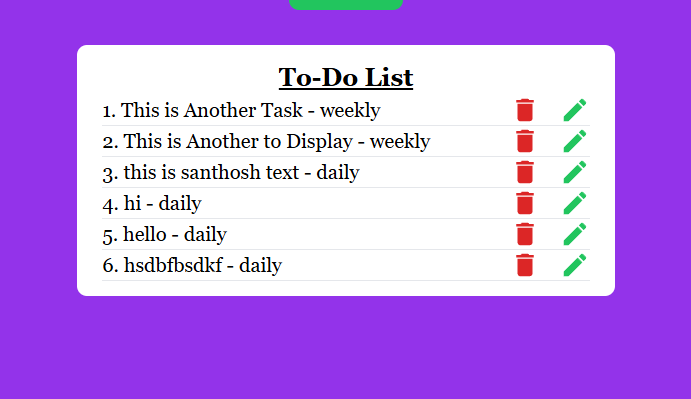 To-Do List
1. This is Another Task - weekly
2. This is Another to Display - weekly
3. this is santhosh text - daily
4. hi - daily
5. hello - daily
6. hsdbfbsdkf - daily